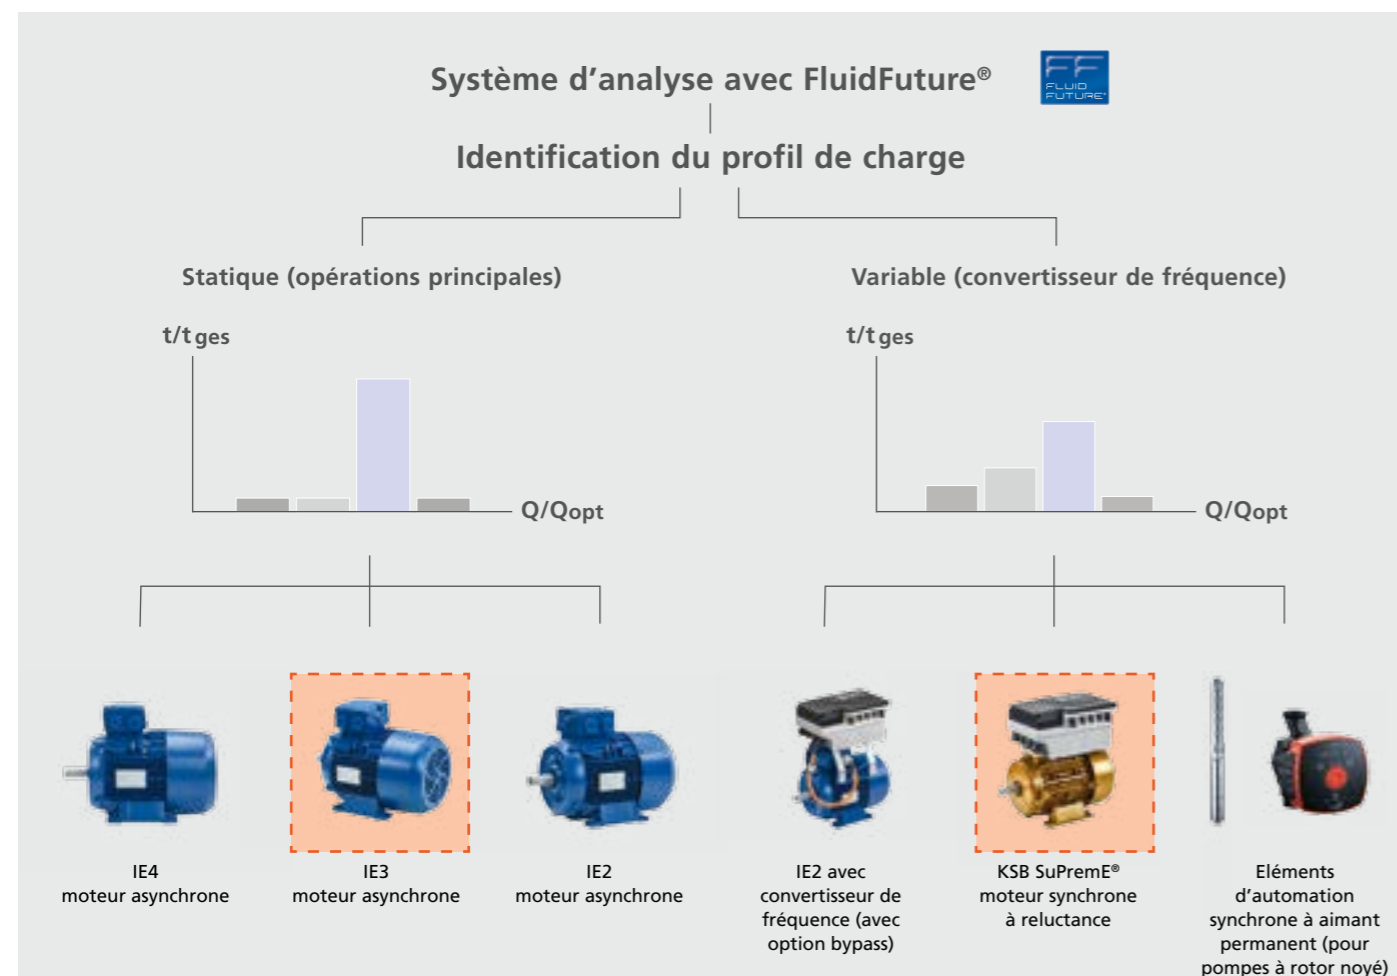 Système d’analyse avec FluidFuture®
FF
FLUID
FUTURE®
Identification du profil de charge
Statique (opérations principales)
Variable (convertisseur de fréquence)
t/t ges
Q/Qopt
t/t ges
Q/Qopt
IE4
moteur asynchrone
IE3
moteur asynchrone
IE2
moteur asynchrone
IE2 avec
convertisseur de
fréquence (avec
option bypass)
KSB SuPremE®
moteur synchrone
à reluctance
Eléments
d’automation
synchrone à aimant
permanent (pour
pompes à rotor noyé)